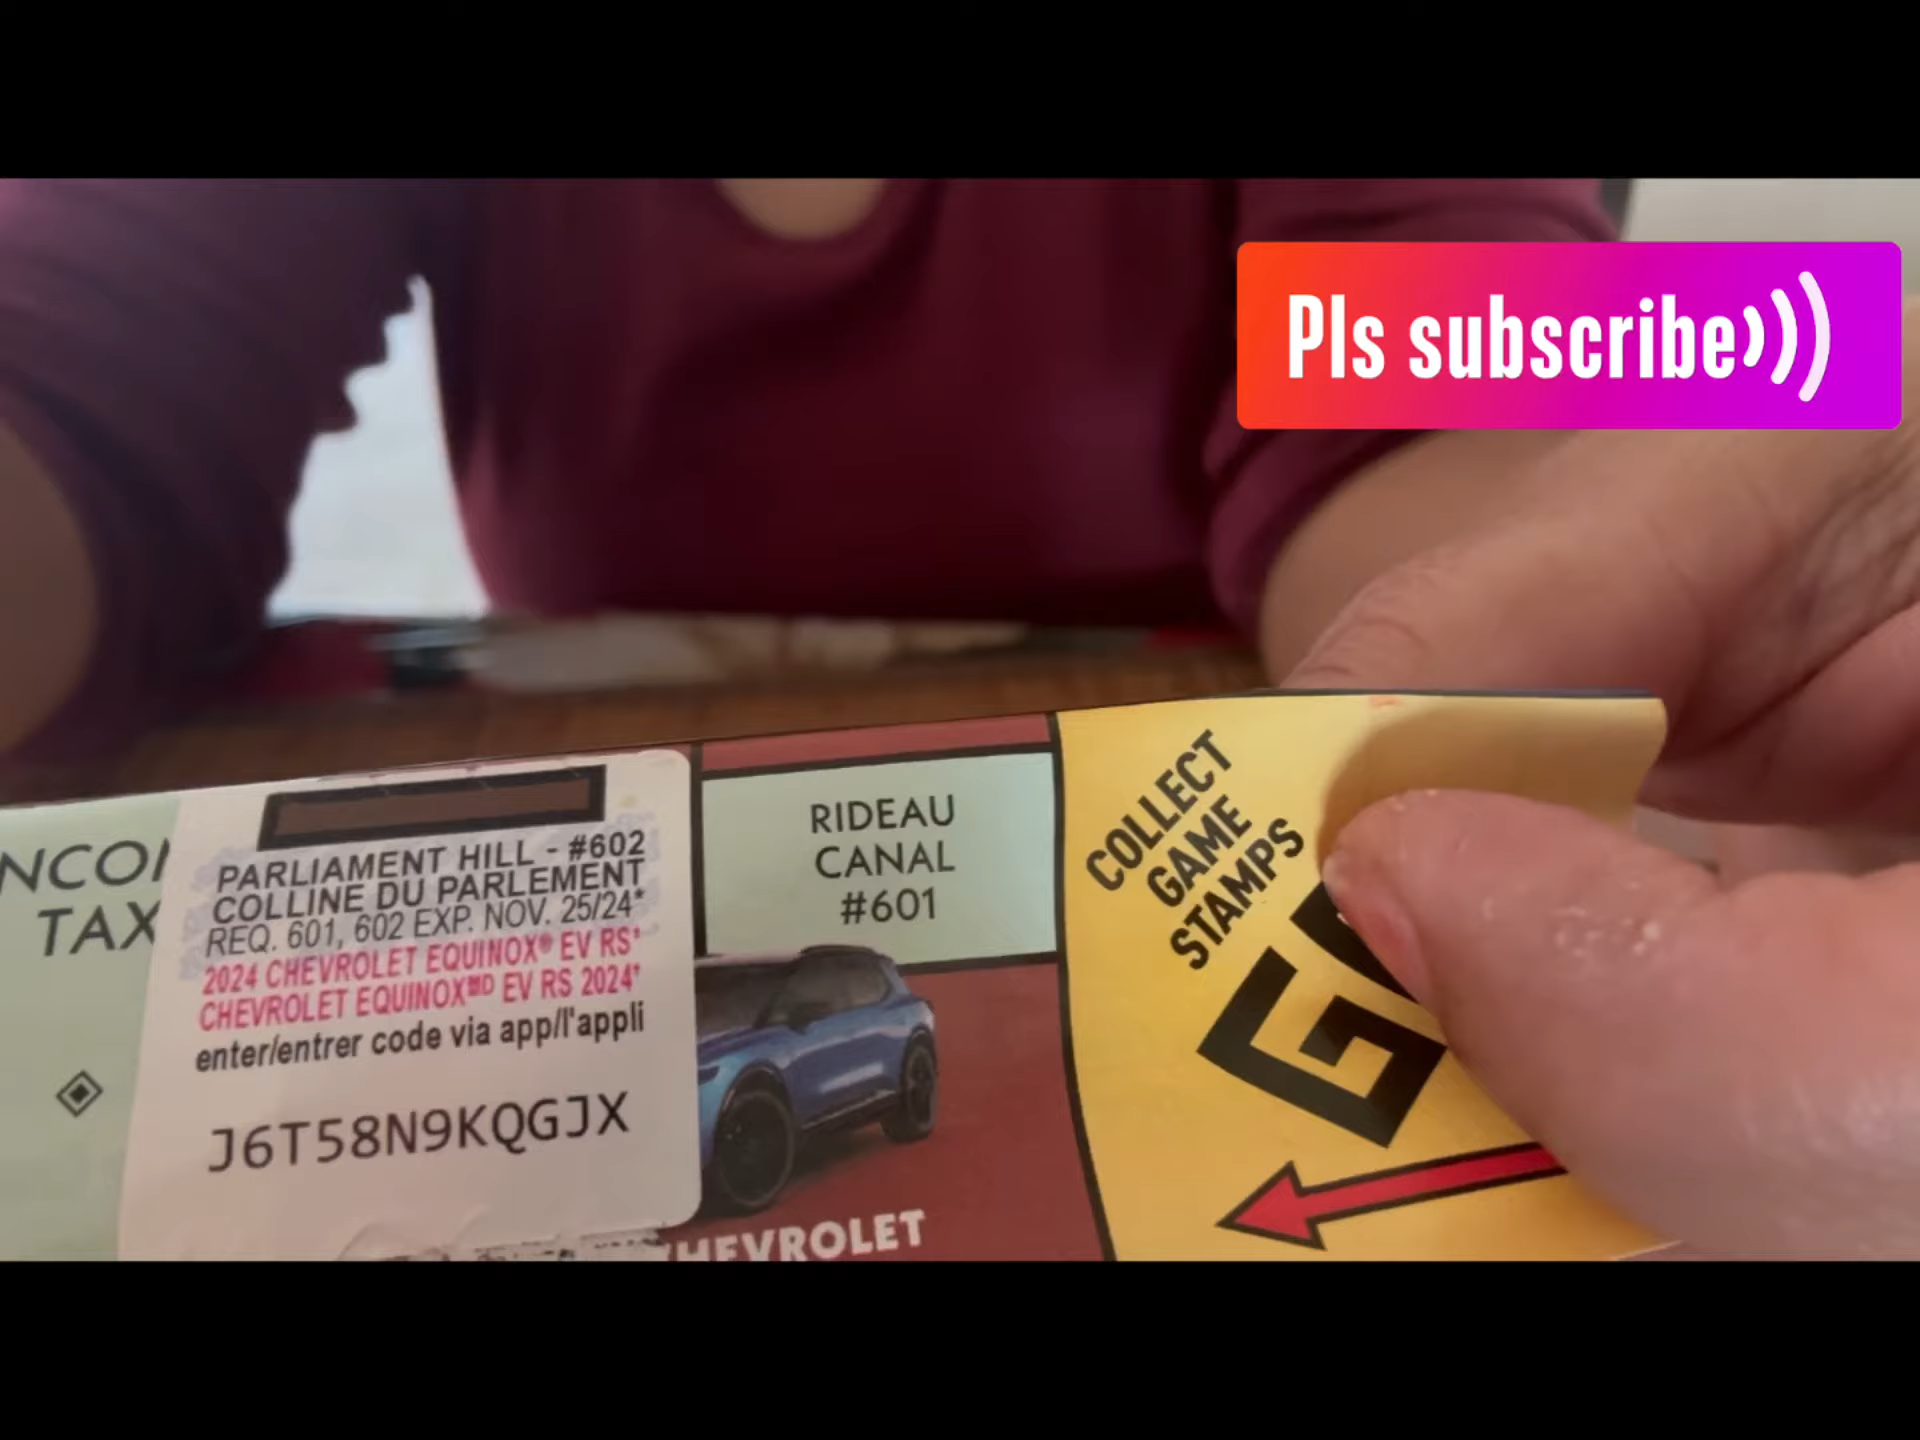 Pls subscribe
NCO
TAX
PARLIAMENT HILL - #602
COLLINE DU PARLEMENT
REQ. 601, 602 EXP. NOV. 25/24*
2024 CHEVROLET EQUINOX® EV RS†
CHEVROLET EQUINOXMD EV RS 2024†
enter/entrer code via app/l'appli
J6T58N9KQGJX
RIDEAU
CANAL
#601
CHEVROLET
COLLECT
GAME
STAMPS
G